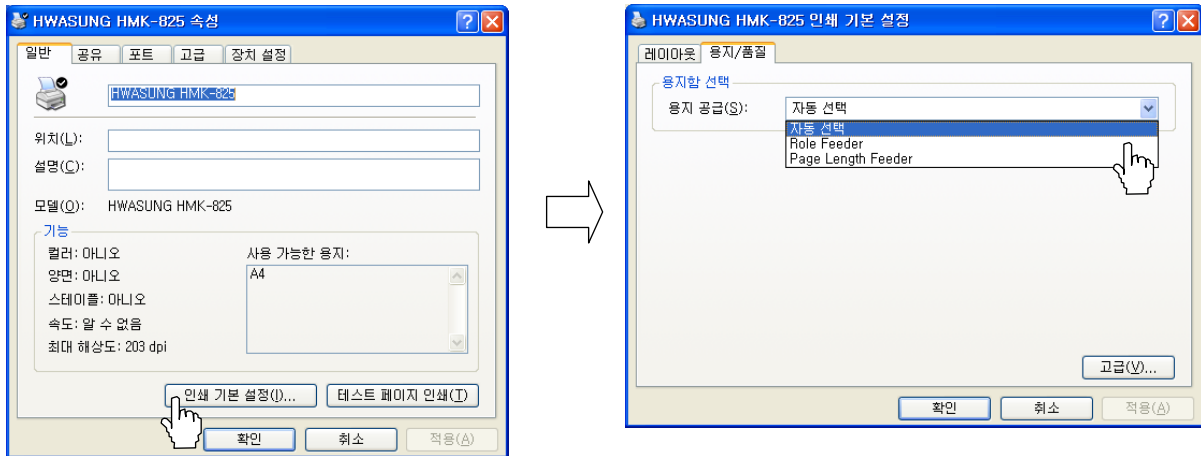 HWASUNG HMK-825 속성
일반 공유 포트 고급 장치 설정
HWASUNG HMK-825
위치(L):
설명(C):
모델(O): HWASUNG HMK-825
기능
컬러: 아니오
양면: 아니오
스테이플: 아니오
속도: 알 수 없음
최대 해상도: 203 dpi
사용 가능한 용지:
A4
인쇄 기본 설정(I)... 테스트 페이지 인쇄(T)
확인 취소 적용(A)
HWASUNG HMK-825 인쇄 기본 설정
레이아웃 용지/품질
용지함 선택
용지 공급(S): 자동 선택
자동 선택
Role Feeder
Page Length Feeder
고급(V)...
확인 취소 적용(A)